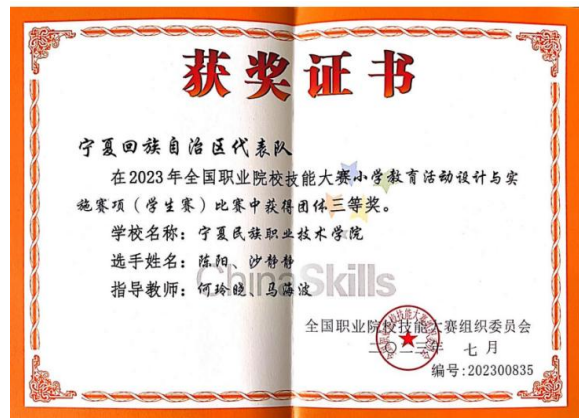 获奖证书
宁夏回族自治区代表队
在2023年全国职业院校技能大赛小学教育活动设计与实
施赛项（学生赛）比赛中获得团体三等奖。
学校名称：宁夏民族职业技术学院
选手姓名：陈阳、沙静静
指导教师：何玲晓、马海波
ChinaSkills
全国职业院校技能大赛组织委员会
二〇二三年 七 月
编号:202300835